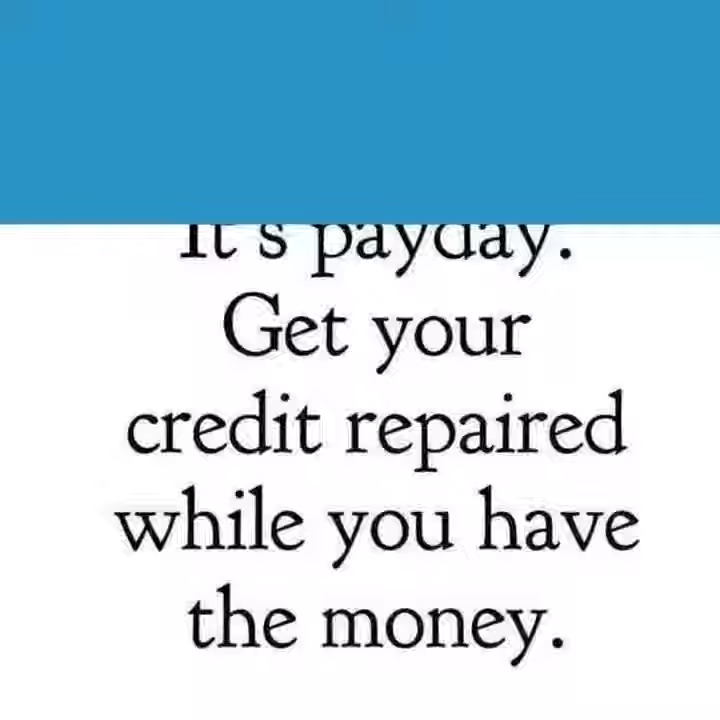 It's payday.
Get your
credit repaired
while you have
the money.